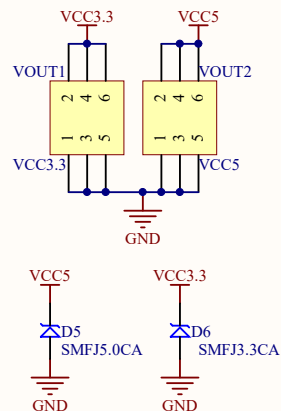 VCC3.3 VCC5
VOUT1 VOUT2
2 4 6 2 4 6
1 3 5 1 3 5
VCC3.3 VCC5
GND
VCC5 VCC3.3
D5 D6
SMFJ5.0CA SMFJ3.3CA
GND GND